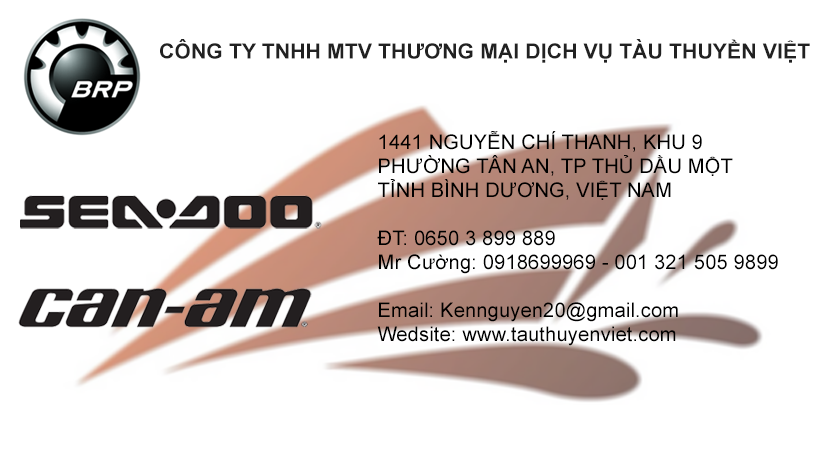 BRP
CÔNG TY TNHH MTV THƯƠNG MẠI DỊCH VỤ TÀU THUYỀN VIỆT
1441 NGUYỄN CHÍ THANH, KHU 9
PHƯỜNG TÂN AN, TP THỦ DẦU MỘT
TỈNH BÌNH DƯƠNG, VIỆT NAM
SEA-DOO®
ĐT: 0650 3 899 889
Mr Cường: 0918699969 - 001 321 505 9899
can-am®
Email: Kennguyen20@gmail.com
Wedsite: www.tauthuyenviet.com